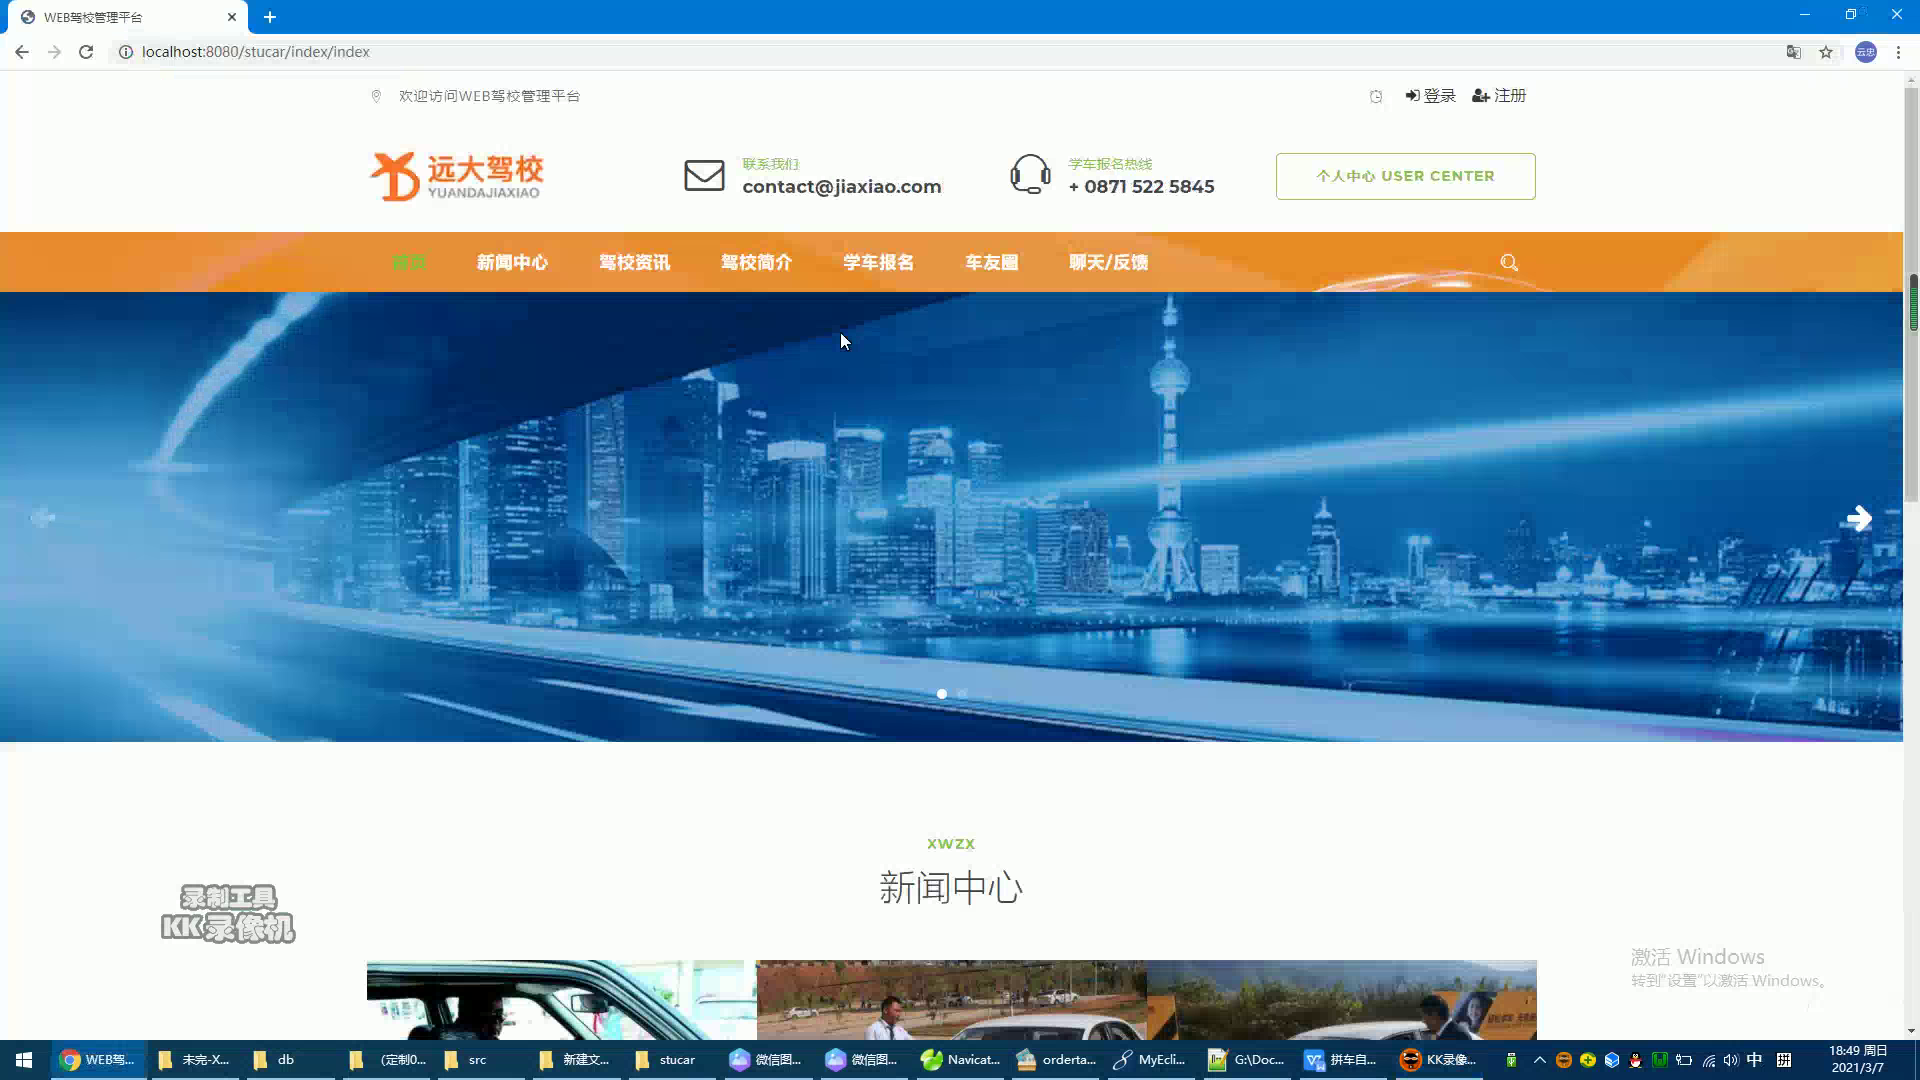 WEB驾校管理平台
localhost:8080/stucar/index/index
云忠
欢迎访问WEB驾校管理平台
登录 注册
远大驾校
YUANDAJIAXIAO
联系我们
contact@jiaxiao.com
学车报名热线
+ 0871 522 5845
个人中心 USER CENTER
首页 新闻中心 驾校资讯 驾校简介 学车报名 车友圈 聊天/反馈
XWZX
新闻中心
录制工具
KK录像机
激活 Windows
转到"设置"以激活 Windows。
WEB驾... 未完-X... db (定制0... src 新建文... stucar 微信图... 微信图... Navicat... orderta... MyEcli... G:\Doc... 拼车自... KK录像... 中 拼
18:49 周日
2021/3/7